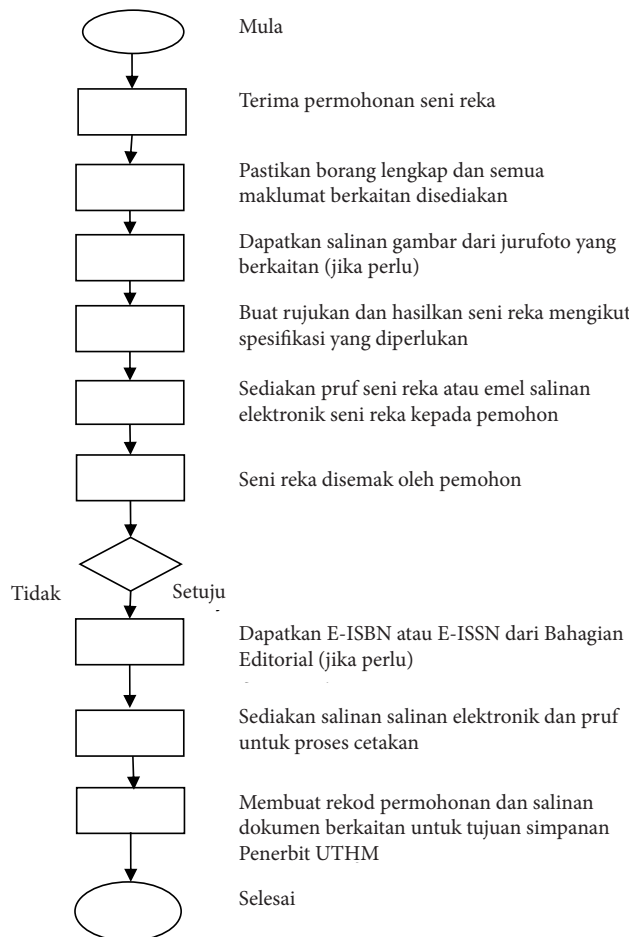 Mula
Terima permohonan seni reka
Pastikan borang lengkap dan semua
maklumat berkaitan disediakan
Dapatkan salinan gambar dari jurufoto yang
berkaitan (jika perlu)
Buat rujukan dan hasilkan seni reka mengikut
spesifikasi yang diperlukan
Sediakan pruf seni reka atau emel salinan
elektronik seni reka kepada pemohon
Seni reka disemak oleh pemohon
Tidak
Setuju
Dapatkan E-ISBN atau E-ISSN dari Bahagian
Editorial (jika perlu)
Sediakan salinan salinan elektronik dan pruf
untuk proses cetakan
Membuat rekod permohonan dan salinan
dokumen berkaitan untuk tujuan simpanan
Penerbit UTHM
Selesai